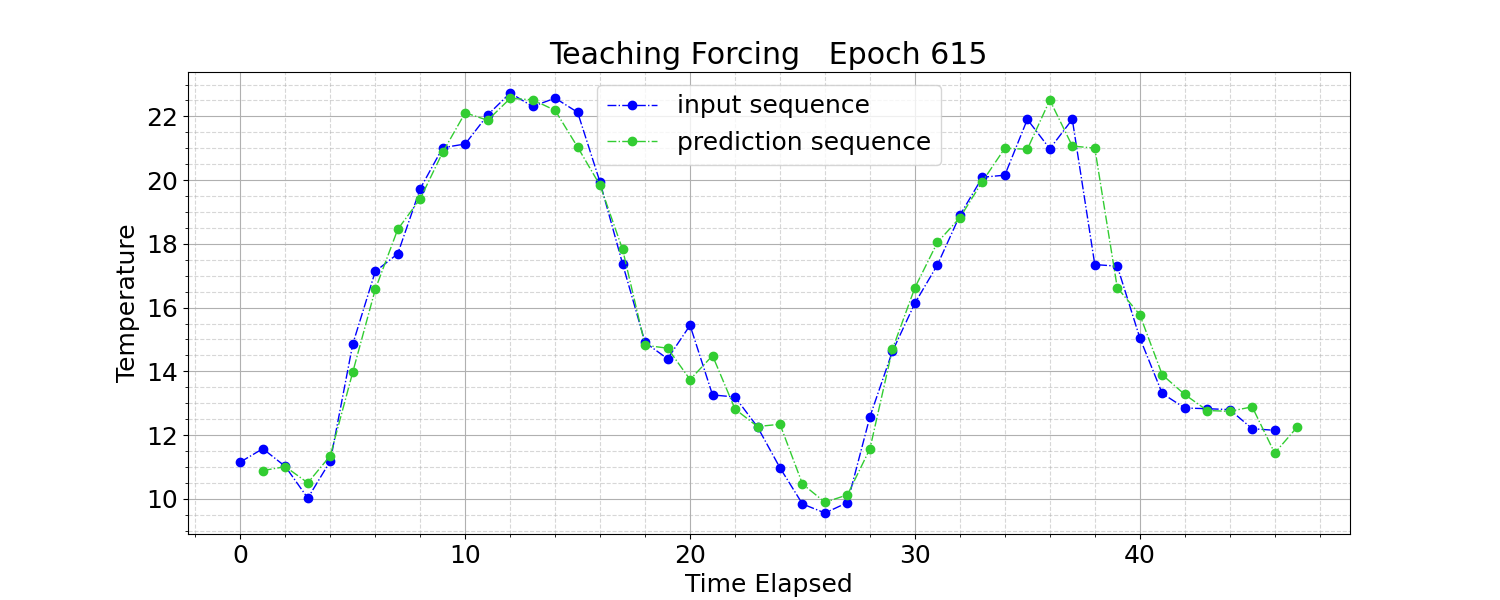 Teaching Forcing   Epoch 615
input sequence
prediction sequence
Temperature
22
20
18
16
14
12
10
0 10 20 30 40
Time Elapsed